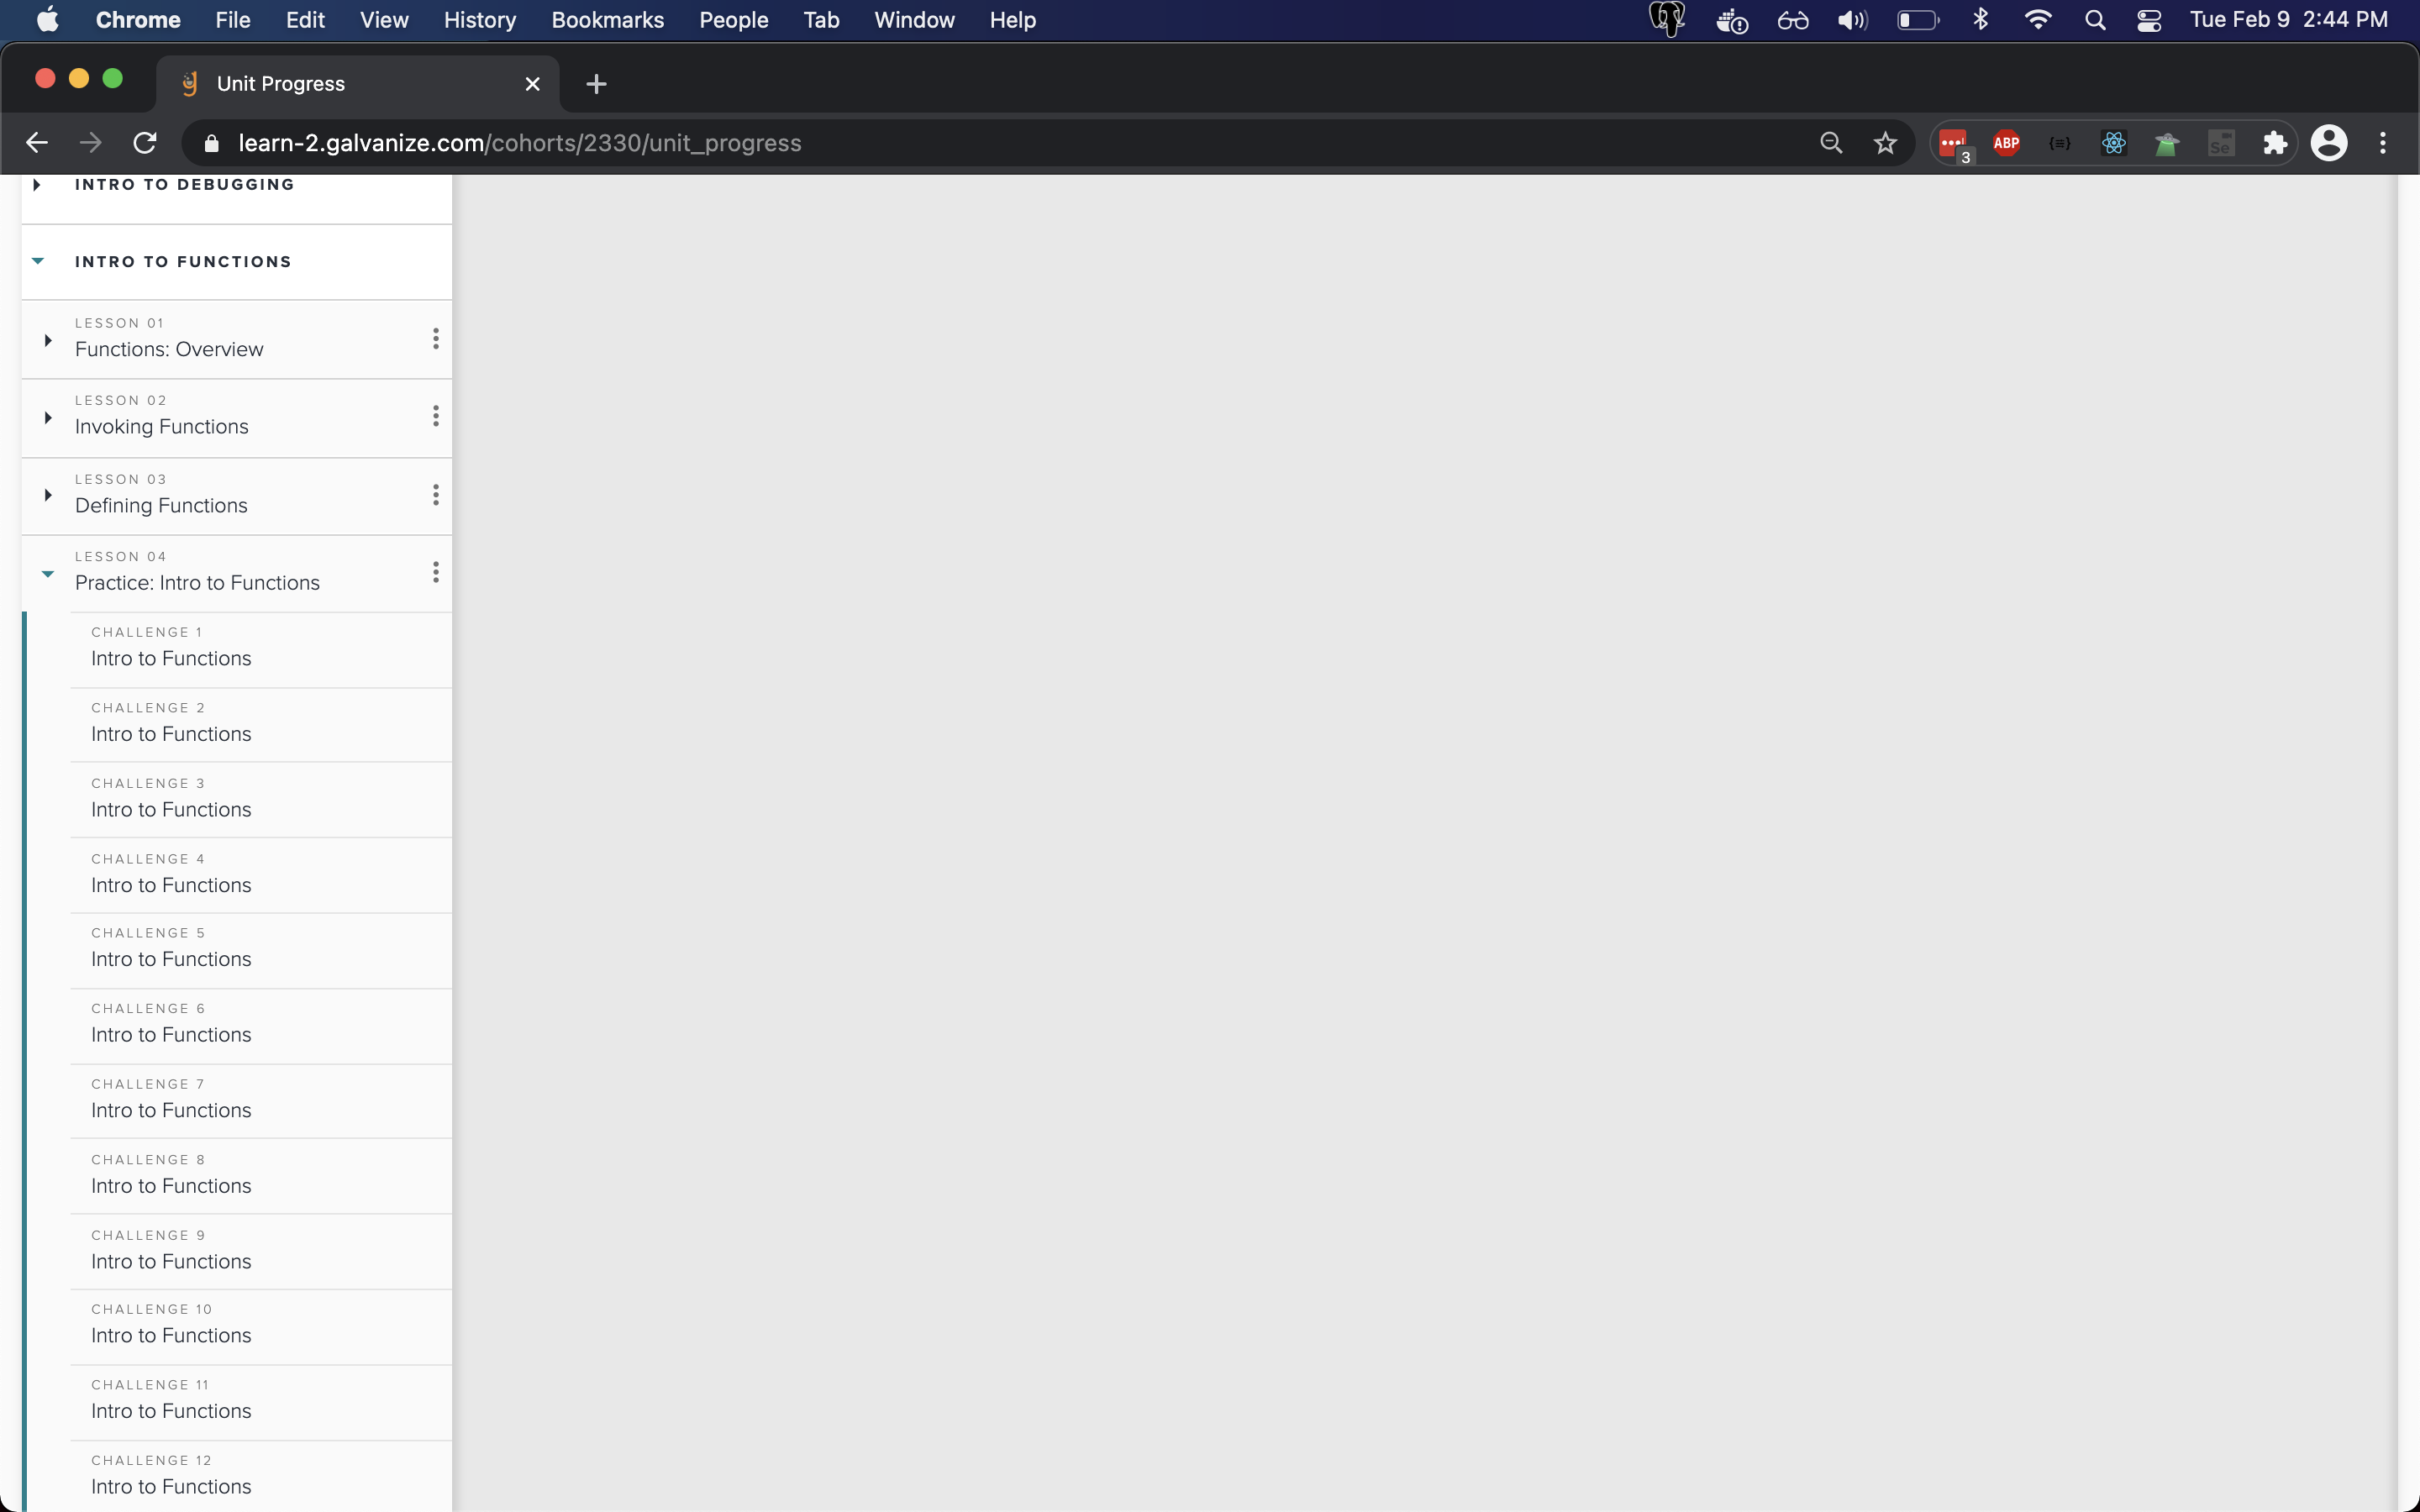 Chrome File Edit View History Bookmarks People Tab Window Help Tue Feb 9 2:44 PM
Unit Progress
learn-2.galvanize.com/cohorts/2330/unit_progress
3 ABP {≡} Se
INTRO TO DEBUGGING
INTRO TO FUNCTIONS
LESSON 01
Functions: Overview
LESSON 02
Invoking Functions
LESSON 03
Defining Functions
LESSON 04
Practice: Intro to Functions
CHALLENGE 1
Intro to Functions
CHALLENGE 2
Intro to Functions
CHALLENGE 3
Intro to Functions
CHALLENGE 4
Intro to Functions
CHALLENGE 5
Intro to Functions
CHALLENGE 6
Intro to Functions
CHALLENGE 7
Intro to Functions
CHALLENGE 8
Intro to Functions
CHALLENGE 9
Intro to Functions
CHALLENGE 10
Intro to Functions
CHALLENGE 11
Intro to Functions
CHALLENGE 12
Intro to Functions